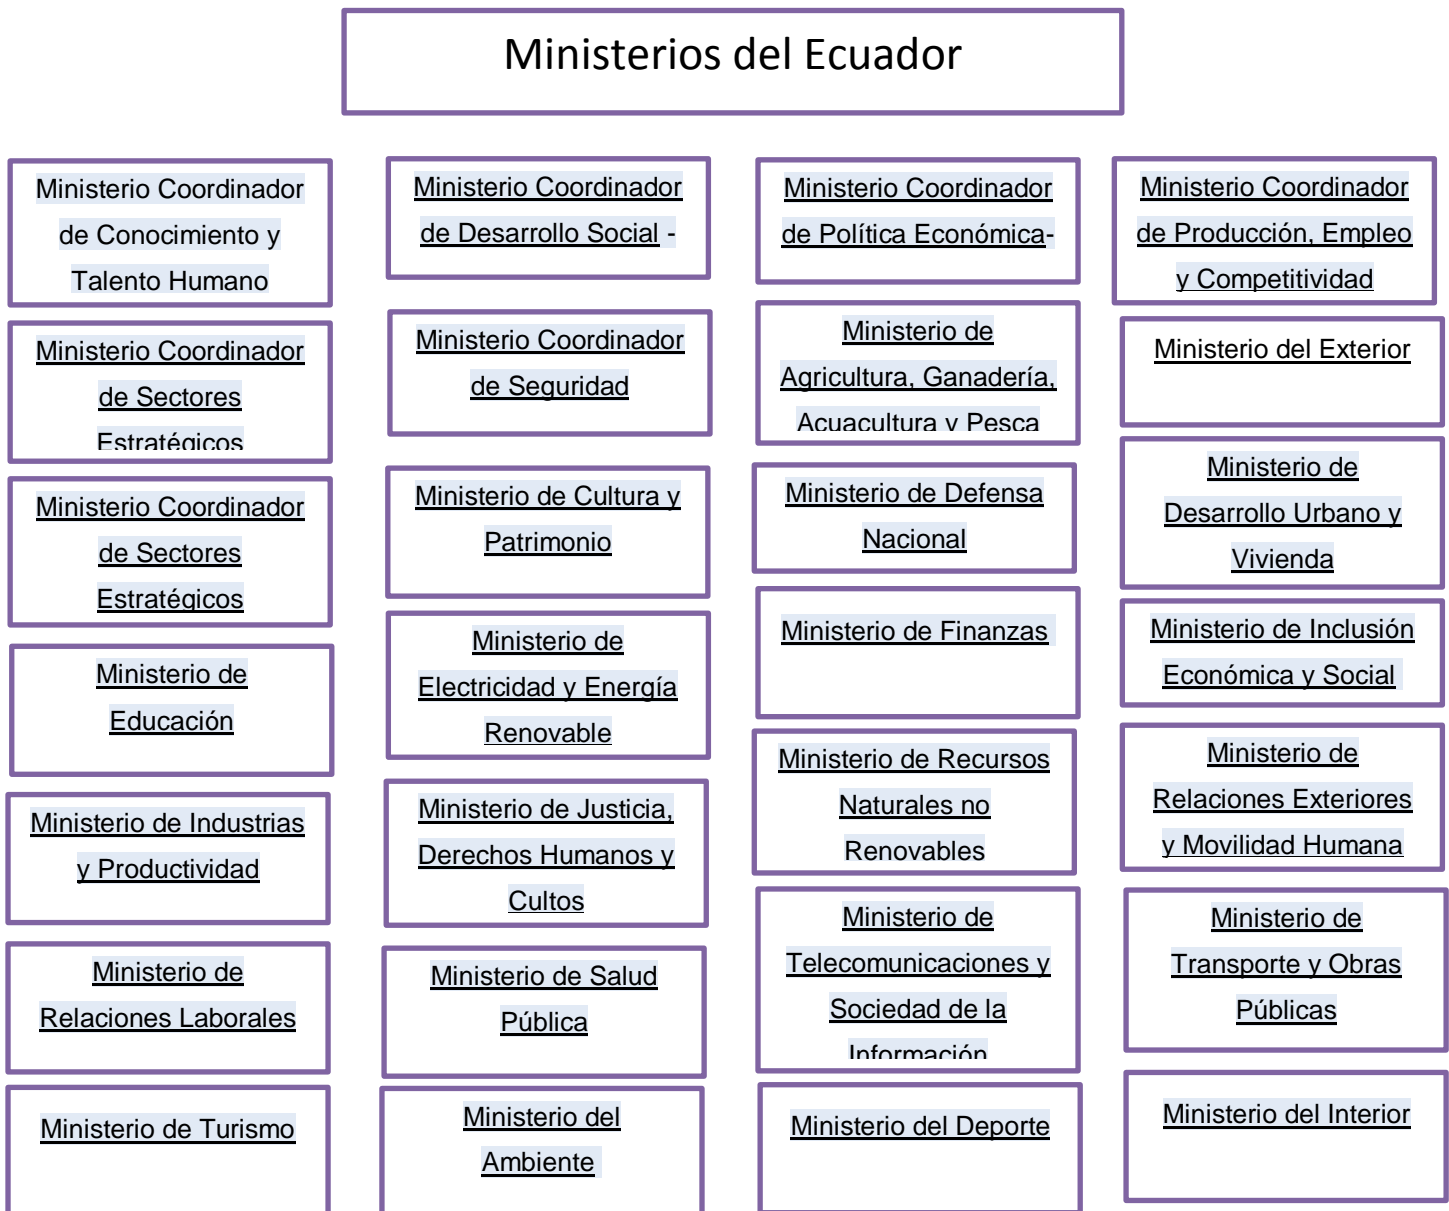 Ministerios del Ecuador
Ministerio Coordinador
de Conocimiento y
Talento Humano
Ministerio Coordinador
de Desarrollo Social -
Ministerio Coordinador
de Política Económica-
Ministerio Coordinador
de Producción, Empleo
y Competitividad
Ministerio Coordinador
de Sectores
Estratégicos
Ministerio Coordinador
de Seguridad
Ministerio de
Agricultura, Ganadería,
Acuacultura y Pesca
Ministerio del Exterior
Ministerio Coordinador
de Sectores
Estratégicos
Ministerio de Cultura y
Patrimonio
Ministerio de Defensa
Nacional
Ministerio de
Desarrollo Urbano y
Vivienda
Ministerio de
Educación
Ministerio de
Electricidad y Energía
Renovable
Ministerio de Finanzas
Ministerio de Inclusión
Económica y Social
Ministerio de Industrias
y Productividad
Ministerio de Justicia,
Derechos Humanos y
Cultos
Ministerio de Recursos
Naturales no
Renovables
Ministerio de
Relaciones Exteriores
y Movilidad Humana
Ministerio de
Relaciones Laborales
Ministerio de Salud
Pública
Ministerio de
Telecomunicaciones y
Sociedad de la
Información
Ministerio de
Transporte y Obras
Públicas
Ministerio de Turismo
Ministerio del
Ambiente
Ministerio del Deporte
Ministerio del Interior